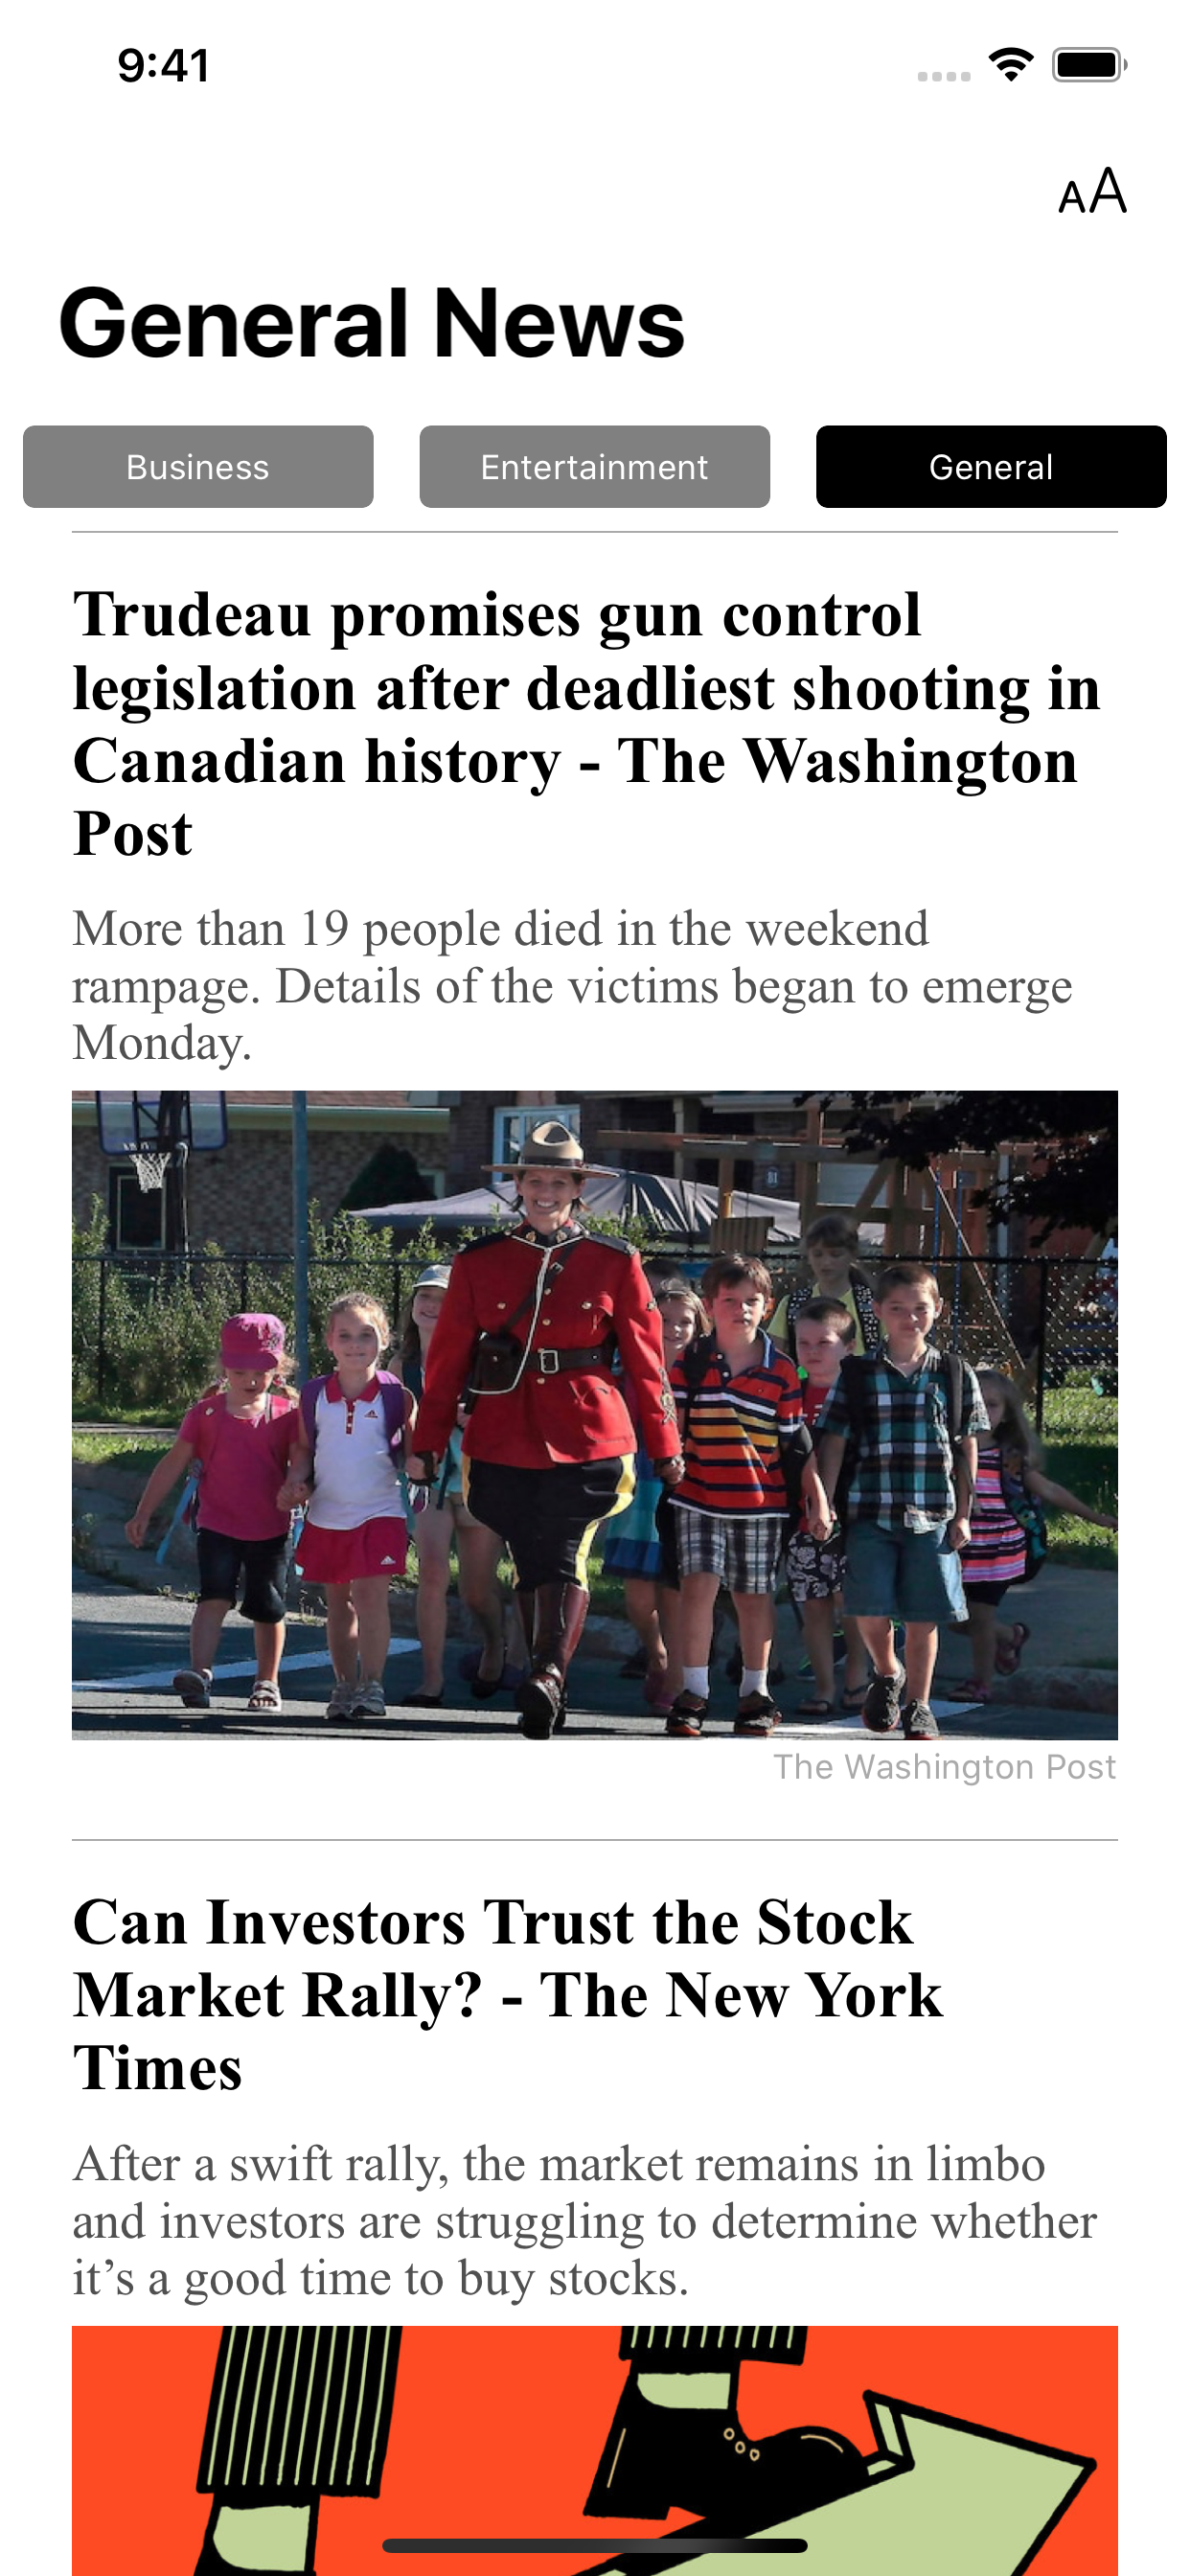 9:41
AA
General News
Business
Entertainment
General
Trudeau promises gun control
legislation after deadliest shooting in
Canadian history - The Washington
Post
More than 19 people died in the weekend
rampage. Details of the victims began to emerge
Monday.
The Washington Post
Can Investors Trust the Stock
Market Rally? - The New York
Times
After a swift rally, the market remains in limbo
and investors are struggling to determine whether
it’s a good time to buy stocks.